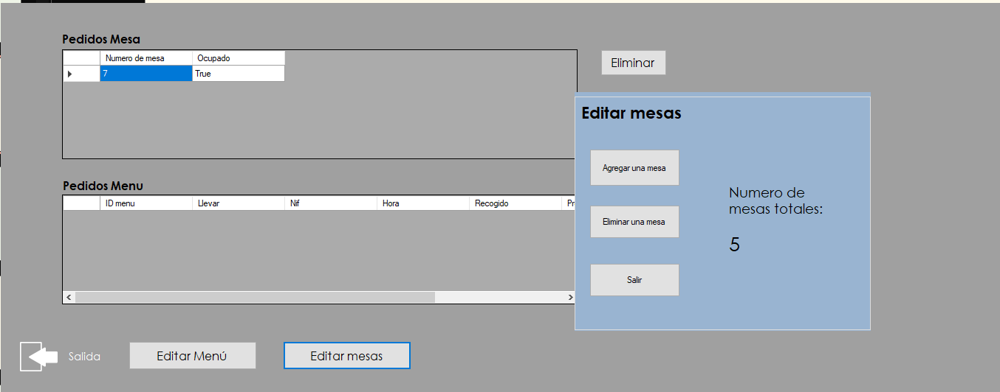 Pedidos Mesa
Numero de mesa Ocupado
7 True
Eliminar
Editar mesas
Agregar una mesa
Eliminar una mesa
Salir
Numero de
mesas totales:
5
Pedidos Menu
ID menu Llevar Nif Hora Recogido Pr
Salida
Editar Menú
Editar mesas